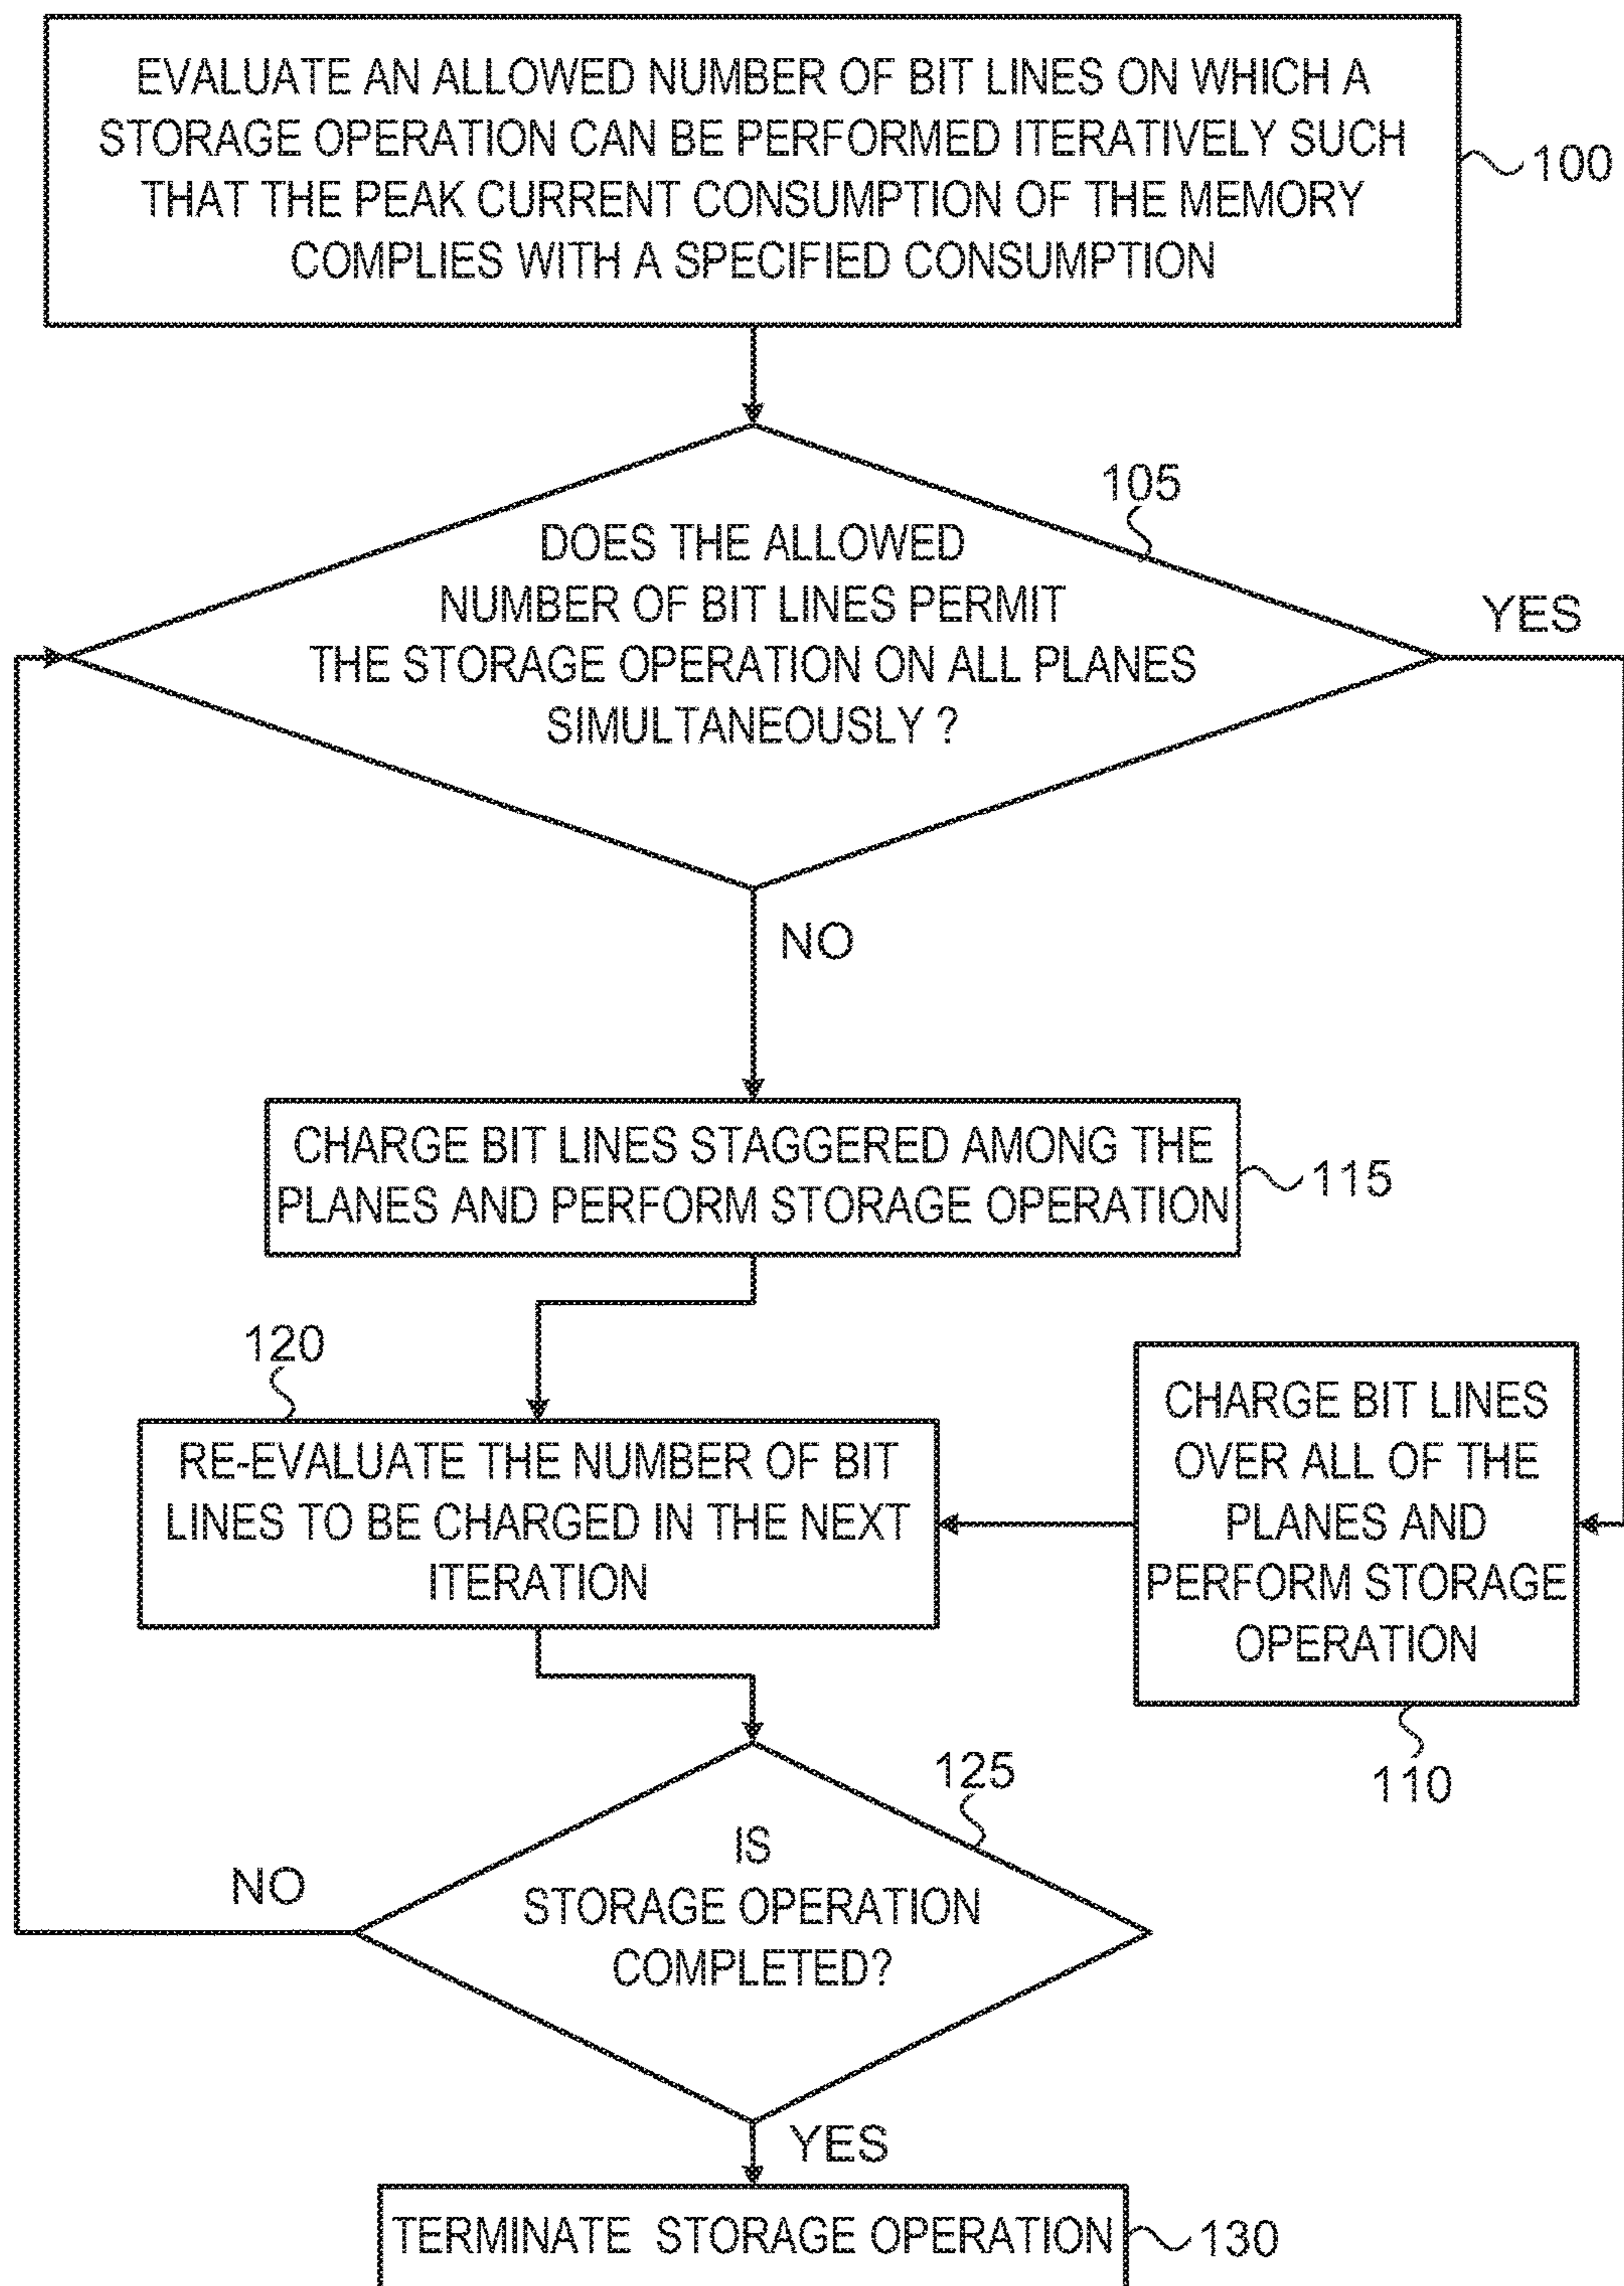 EVALUATE AN ALLOWED NUMBER OF BIT LINES ON WHICH A
STORAGE OPERATION CAN BE PERFORMED ITERATIVELY SUCH
THAT THE PEAK CURRENT CONSUMPTION OF THE MEMORY
COMPLIES WITH A SPECIFIED CONSUMPTION
100
105
DOES THE ALLOWED
NUMBER OF BIT LINES PERMIT
THE STORAGE OPERATION ON ALL PLANES
SIMULTANEOUSLY ?
YES
NO
CHARGE BIT LINES STAGGERED AMONG THE
PLANES AND PERFORM STORAGE OPERATION
115
120
RE-EVALUATE THE NUMBER OF BIT
LINES TO BE CHARGED IN THE NEXT
ITERATION
CHARGE BIT LINES
OVER ALL OF THE
PLANES AND
PERFORM STORAGE
OPERATION
110
125
IS
STORAGE OPERATION
COMPLETED?
NO
YES
TERMINATE STORAGE OPERATION
130